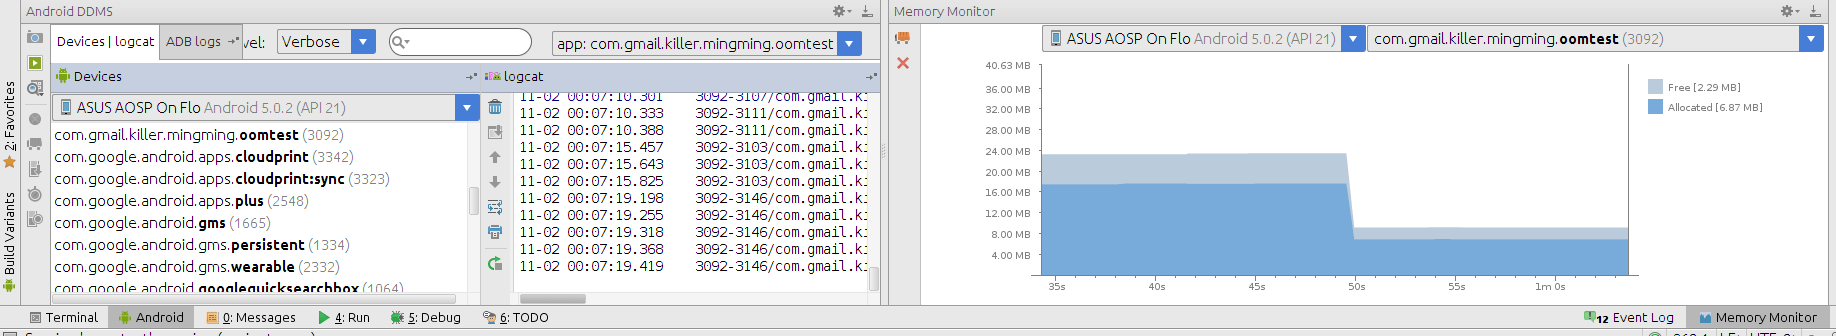 Android DDMS
Devices | logcat ADB logs vel: Verbose app: com.gmail.killer.mingming.oomtest
Devices
ASUS AOSP On Flo Android 5.0.2 (API 21)
com.gmail.killer.mingming.oomtest (3092)
com.google.android.apps.cloudprint (3342)
com.google.android.apps.cloudprint:sync (3323)
com.google.android.apps.plus (2548)
com.google.android.gms (1665)
com.google.android.gms.persistent (1334)
com.google.android.gms.wearable (2332)
com.google.android.googlequicksearchbox (1064)
logcat
11-02 00:07:10.301 3092-3107/com.gmail.ki
11-02 00:07:10.333 3092-3111/com.gmail.ki
11-02 00:07:10.388 3092-3111/com.gmail.ki
11-02 00:07:15.457 3092-3103/com.gmail.ki
11-02 00:07:15.643 3092-3103/com.gmail.ki
11-02 00:07:15.825 3092-3103/com.gmail.ki
11-02 00:07:19.198 3092-3146/com.gmail.ki
11-02 00:07:19.255 3092-3146/com.gmail.ki
11-02 00:07:19.318 3092-3146/com.gmail.ki
11-02 00:07:19.368 3092-3146/com.gmail.ki
11-02 00:07:19.419 3092-3146/com.gmail.ki
Memory Monitor
ASUS AOSP On Flo Android 5.0.2 (API 21) com.gmail.killer.mingming.oomtest (3092)
40.63 MB
36.00 MB
32.00 MB
28.00 MB
24.00 MB
20.00 MB
16.00 MB
12.00 MB
8.00 MB
4.00 MB
35s 40s 45s 50s 55s 1m 0s
Free [2.29 MB]
Allocated [6.87 MB]
2: Favorites
Build Variants
Terminal Android 0: Messages 4: Run 5: Debug 6: TODO 12 Event Log Memory Monitor